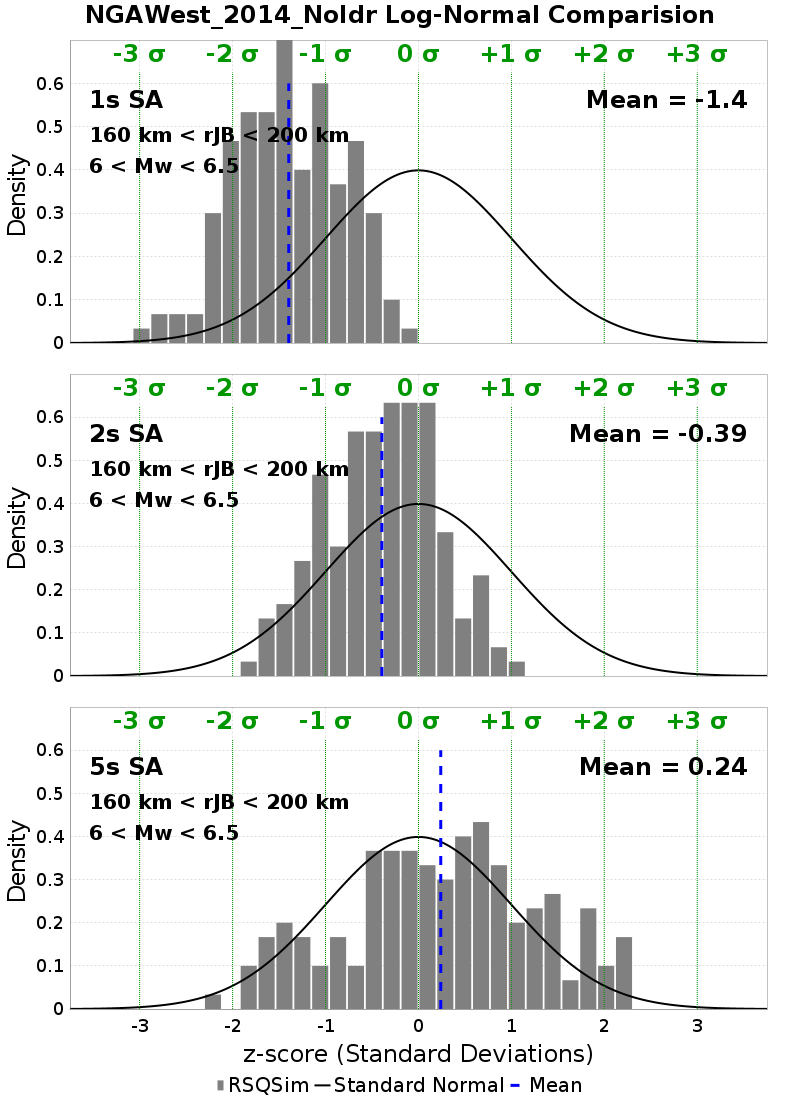 NGAWest_2014_NoIdr Log-Normal Comparision
-3 σ -2 σ -1 σ 0 σ +1 σ +2 σ +3 σ
1s SA Mean = -1.4
160 km < rJB < 200 km
6 < Mw < 6.5
Density
0.6
0.5
0.4
0.3
0.2
0.1
0
-3 σ -2 σ -1 σ 0 σ +1 σ +2 σ +3 σ
2s SA Mean = -0.39
160 km < rJB < 200 km
6 < Mw < 6.5
Density
0.6
0.5
0.4
0.3
0.2
0.1
0
-3 σ -2 σ -1 σ 0 σ +1 σ +2 σ +3 σ
5s SA Mean = 0.24
160 km < rJB < 200 km
6 < Mw < 6.5
Density
0.6
0.5
0.4
0.3
0.2
0.1
0
-3 -2 -1 0 1 2 3
z-score (Standard Deviations)
RSQSim Standard Normal Mean